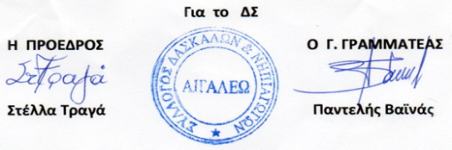 Για το ΔΣ
Η ΠΡΟΕΔΡΟΣ
Ο Γ. ΓΡΑΜΜΑΤΕΑΣ
ΣΥΛΛΟΓΟΣ ΔΑΣΚΑΛΩΝ & ΝΗΠΙΑΓΩΓΩΝ
ΑΙΓΑΛΕΩ
Στέλλα Τραγά
Παντελής Βαϊνάς